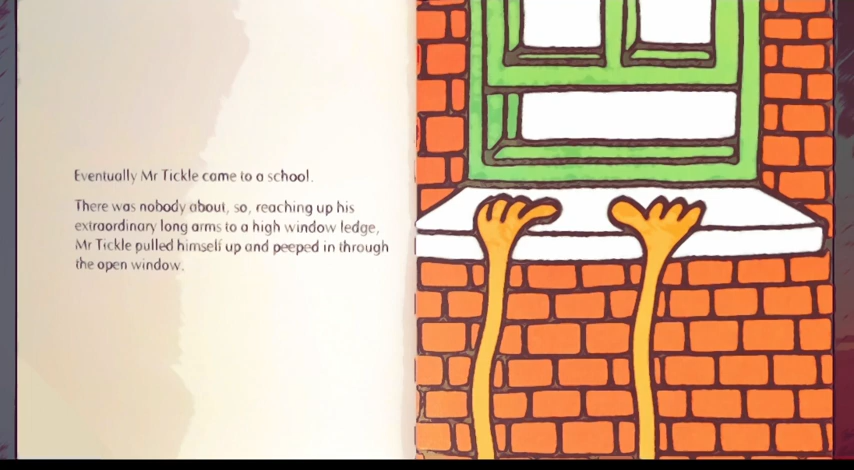 Eventually Mr Tickle came to a school.
There was nobody about, so, reaching up his
extraordinary long arms to a high window ledge,
Mr Tickle pulled himself up and peeped in through
the open window.